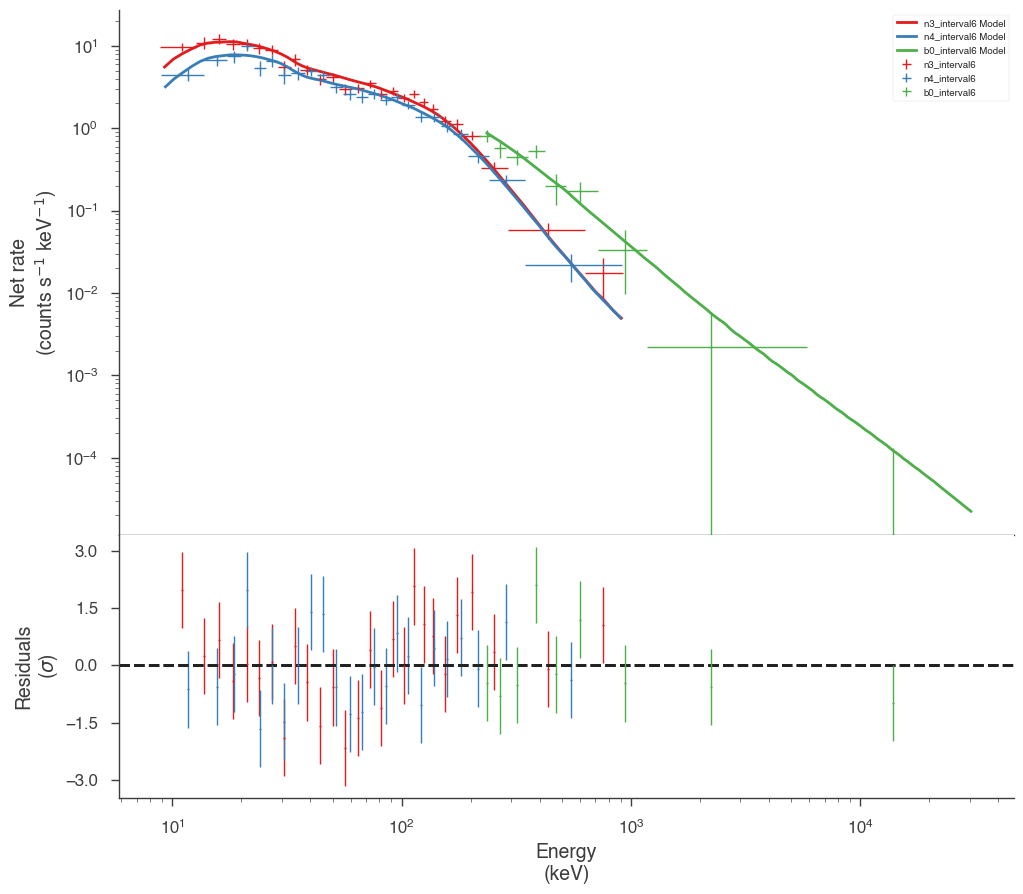 n3_interval6 Model
n4_interval6 Model
b0_interval6 Model
n3_interval6
n4_interval6
b0_interval6
10¹
10⁰
10⁻¹
10⁻²
10⁻³
10⁻⁴
Net rate
(counts s⁻¹ keV⁻¹)
3.0
1.5
0.0
−1.5
−3.0
Residuals
(σ)
10¹ 10² 10³ 10⁴
Energy
(keV)